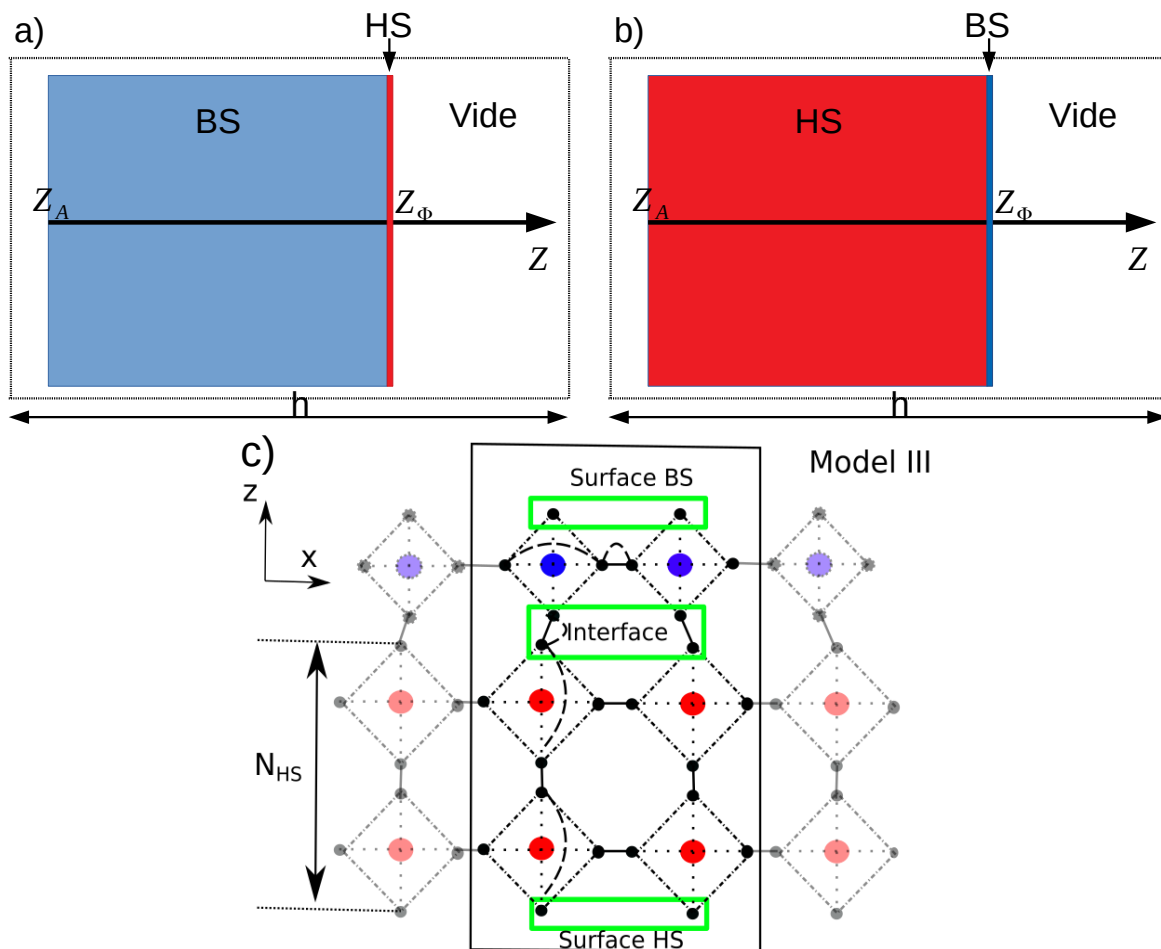 a)
HS
BS
Vide
Z_A
Z_Φ
Z
h
b)
BS
HS
Vide
Z_A
Z_Φ
Z
h
c)
Model III
z
x
Surface BS
Interface
N_HS
Surface HS